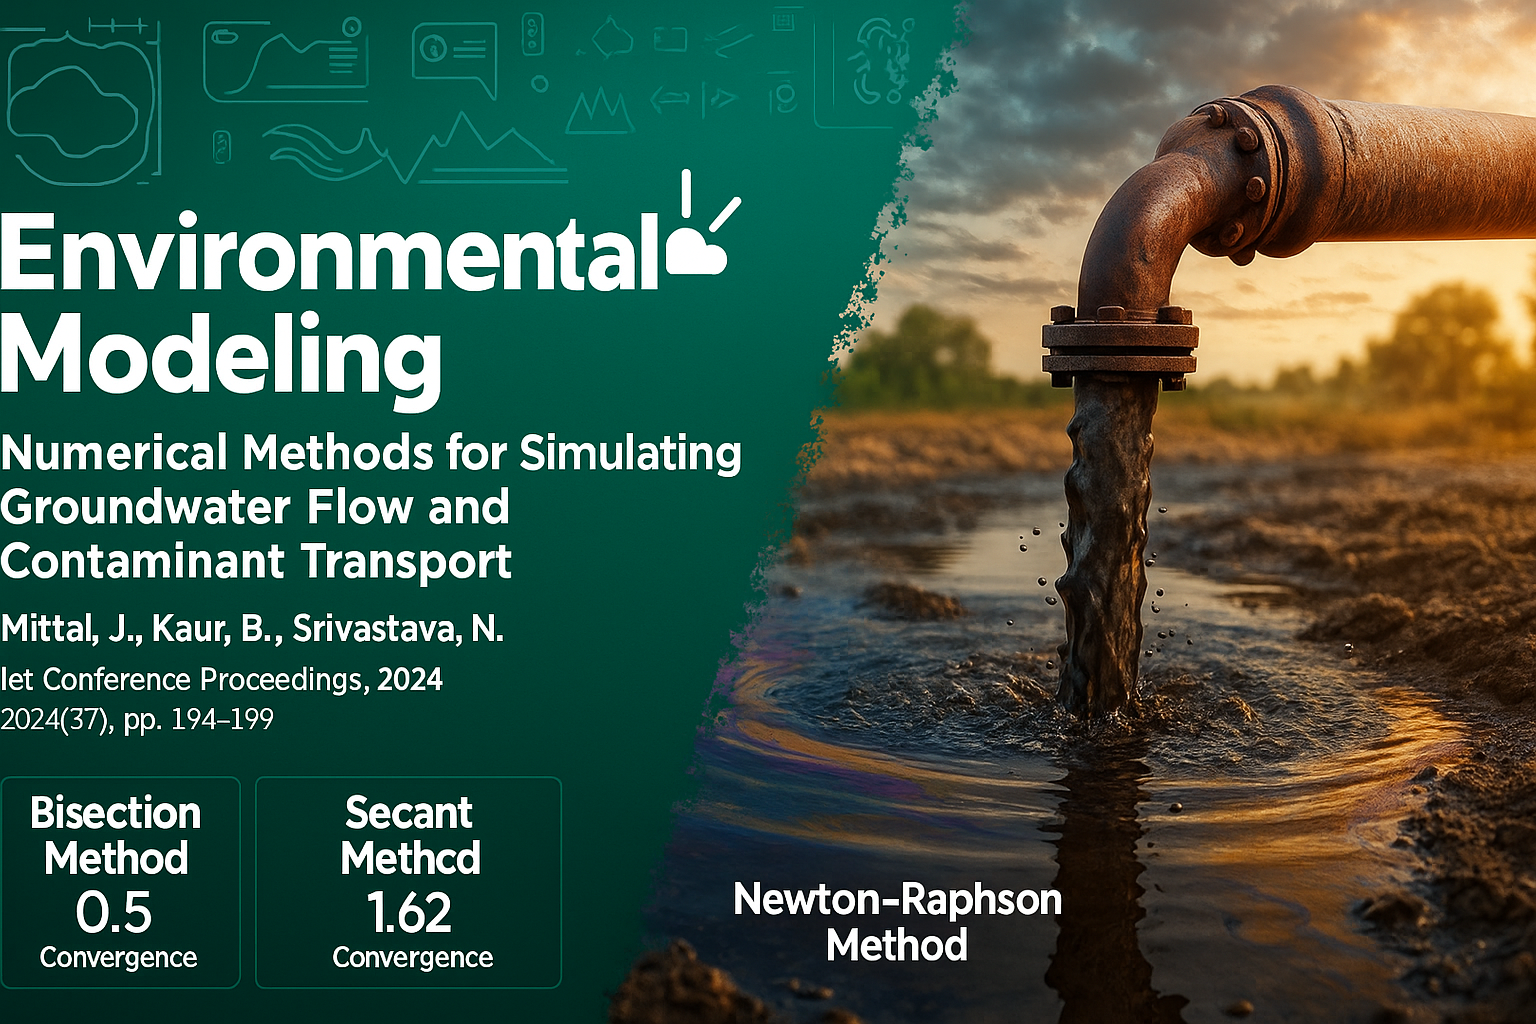 Environmental
Modeling
Numerical Methods for Simulating
Groundwater Flow and
Contaminant Transport
Mittal, J., Kaur, B., Srivastava, N.
Iet Conference Proceedings, 2024
2024(37), pp. 194–199
Bisection
Method
0.5
Convergence
Secant
Methcd
1.62
Convergence
Newton-Raphson
Method